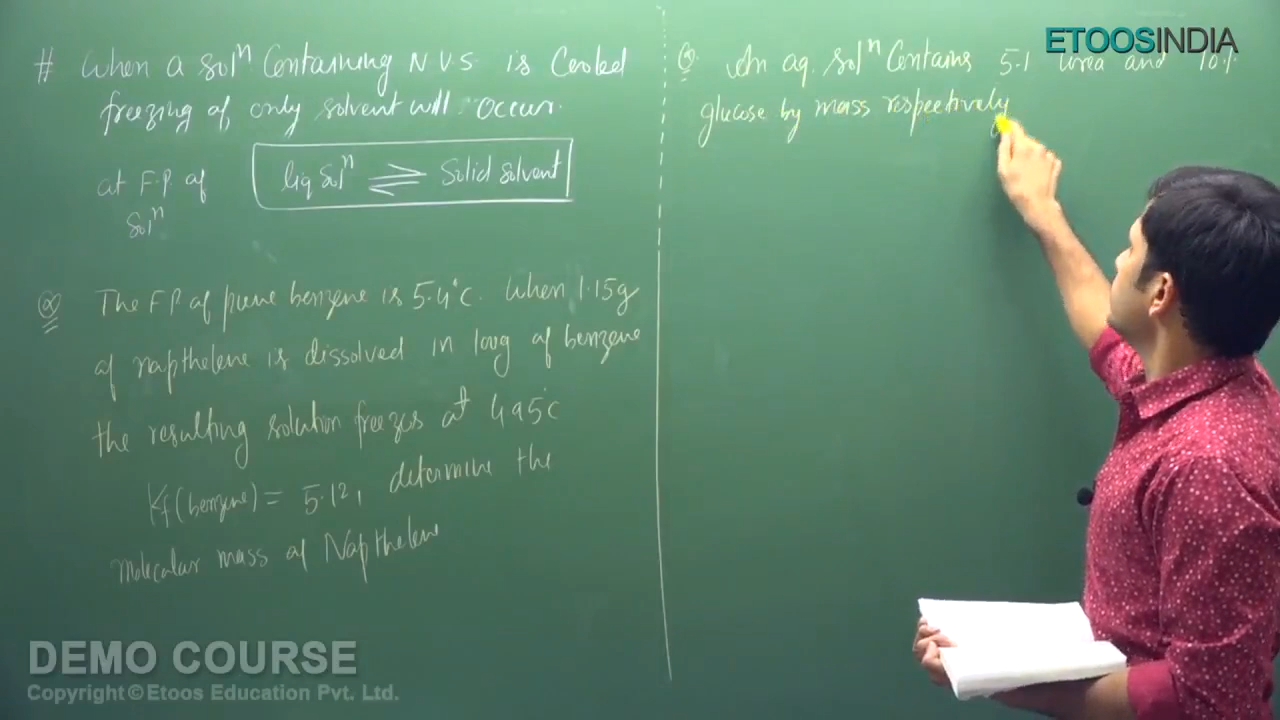 # When a solⁿ Containing N.V.S. is Cooled
freezing of only solvent will occur.
at F.P. of
solⁿ
liq solⁿ ⇌ Solid solvent
Q The F P of pure benzene is 5.4°C. When 1.15g
of napthelene is dissolved in 100g of benzene
the resulting solution freezes at 4.95°C
Kf (benzene) = 5.12, determine the
Molecular mass of Napthelene
Q. An aq. solⁿ Contains 5.1 Urea and 10%
glucose by mass respectively
ETOOSINDIA
DEMO COURSE
Copyright © Etoos Education Pvt. Ltd.